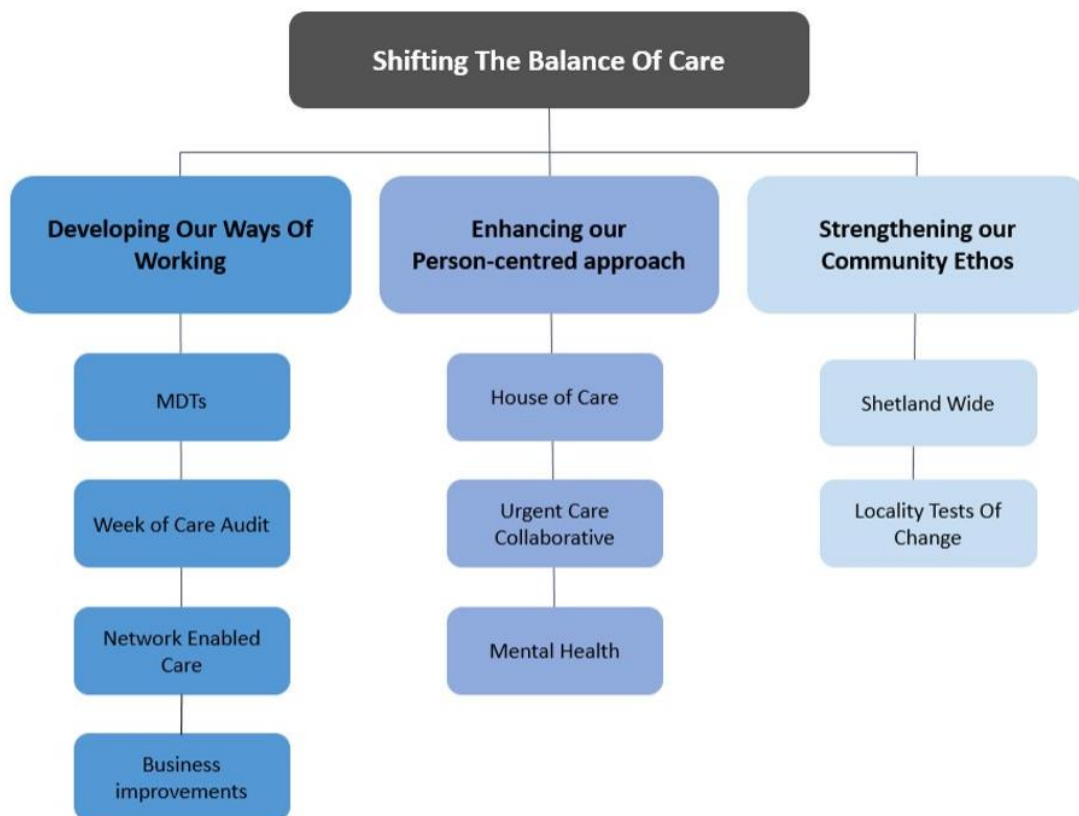 Shifting The Balance Of Care
Developing Our Ways Of
Working
MDTs
Week of Care Audit
Network Enabled
Care
Business
improvements
Enhancing our
Person-centred approach
House of Care
Urgent Care
Collaborative
Mental Health
Strengthening our
Community Ethos
Shetland Wide
Locality Tests Of
Change